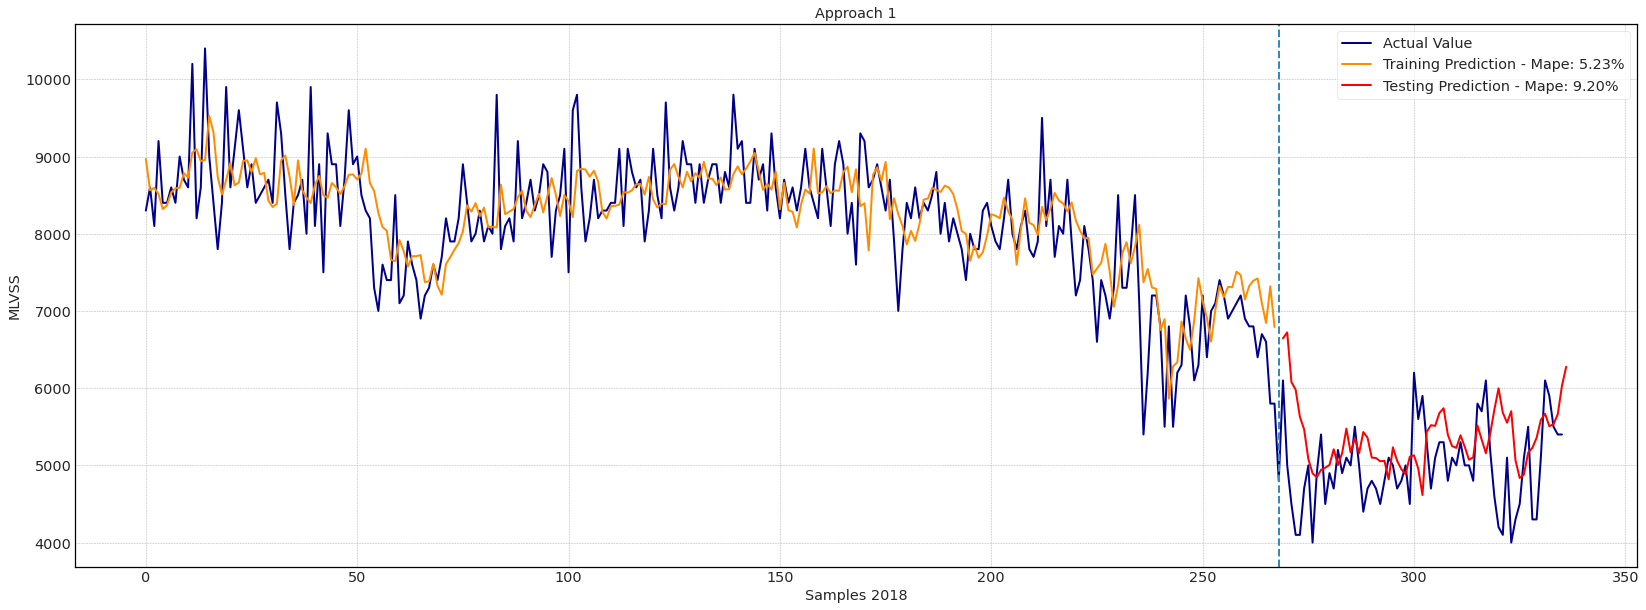 Approach 1
Actual Value
Training Prediction - Mape: 5.23%
Testing Prediction - Mape: 9.20%
10000
9000
8000
7000
6000
5000
4000
MLVSS
0 50 100 150 200 250 300 350
Samples 2018